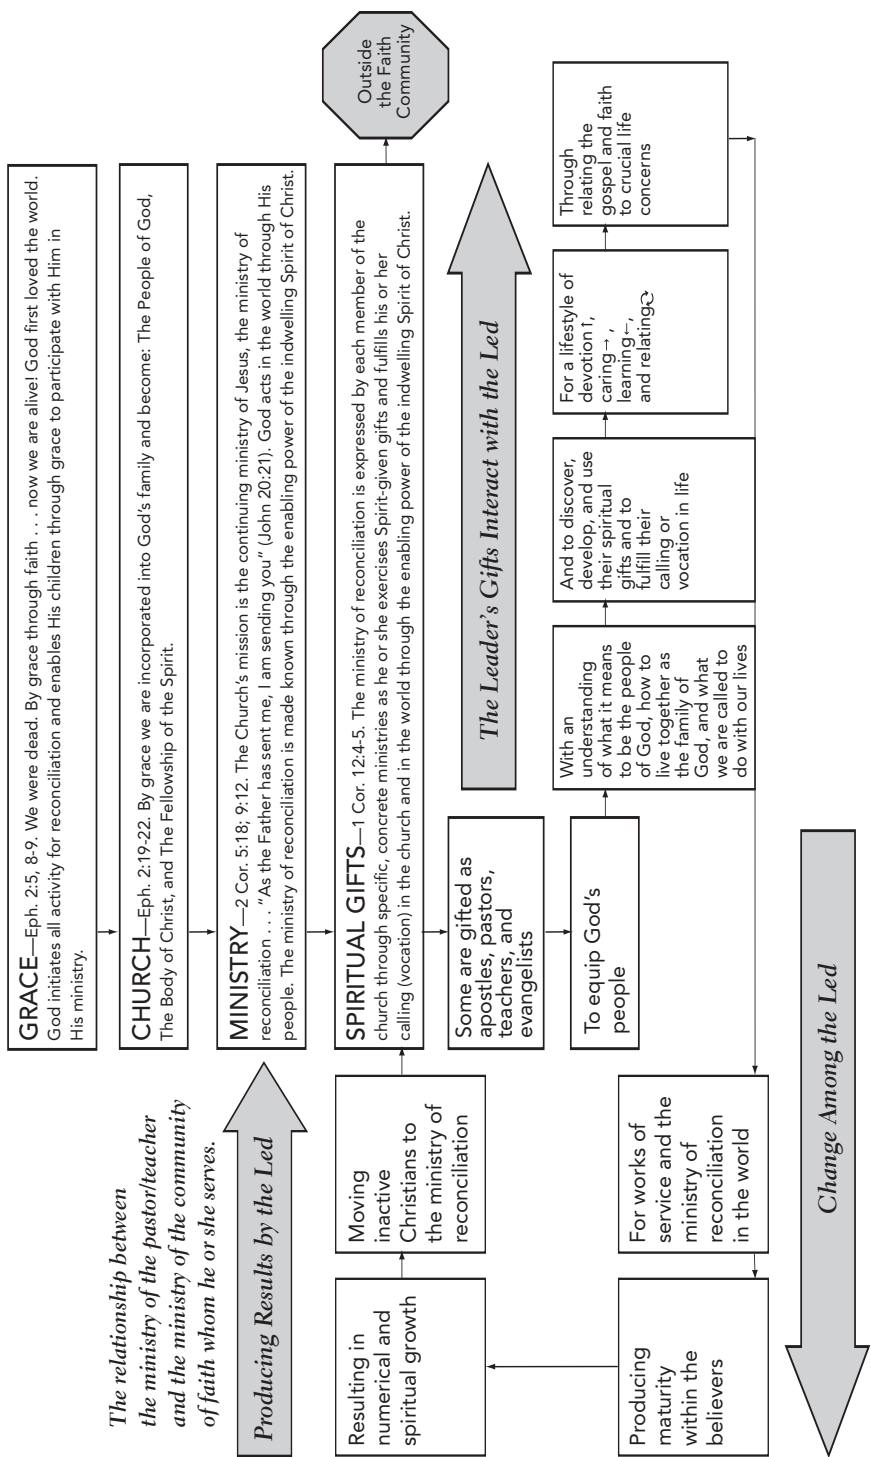 The relationship between
the ministry of the pastor/teacher
and the ministry of the community
of faith whom he or she serves.
GRACE—Eph. 2:5, 8-9. We were dead. By grace through faith . . . now we are alive! God first loved the world.
God initiates all activity for reconciliation and enables His children through grace to participate with Him in
His ministry.
CHURCH—Eph. 2:19-22. By grace we are incorporated into God's family and become: The People of God,
The Body of Christ, and The Fellowship of the Spirit.
MINISTRY—2 Cor. 5:18; 9:12. The Church's mission is the continuing ministry of Jesus, the ministry of
reconciliation . . . "As the Father has sent me, I am sending you" (John 20:21). God acts in the world through His
people. The ministry of reconciliation is made known through the enabling power of the indwelling Spirit of Christ.
SPIRITUAL GIFTS—1 Cor. 12:4-5. The ministry of reconciliation is expressed by each member of the
church through specific, concrete ministries as he or she exercises Spirit-given gifts and fulfills his or her
calling (vocation) in the church and in the world through the enabling power of the indwelling Spirit of Christ.
Outside
the Faith
Community
Producing Results by the Led
The Leader's Gifts Interact with the Led
Some are gifted as
apostles, pastors,
teachers, and
evangelists
To equip God's
people
With an
understanding
of what it means
to be the people
of God, how to
live together as
the family of
God, and what
we are called to
do with our lives
And to discover,
develop, and use
their spiritual
gifts and to
fulfill their
calling or
vocation in life
For a lifestyle of
devotion↑,
caring→,
learning←,
and relating⟳
Through
relating the
gospel and faith
to crucial life
concerns
For works of
service and the
ministry of
reconciliation
in the world
Producing
maturity
within the
believers
Resulting in
numerical and
spiritual growth
Moving
inactive
Christians to
the ministry of
reconciliation
Change Among the Led